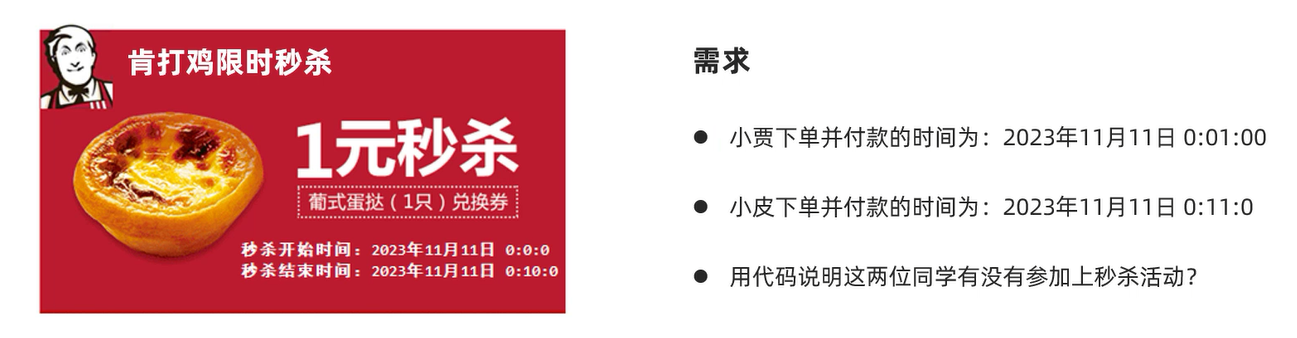 肯打鸡限时秒杀
1元秒杀
葡式蛋挞（1只）兑换券
秒杀开始时间：2023年11月11日 0:0:0
秒杀结束时间：2023年11月11日 0:10:0
需求
● 小贾下单并付款的时间为：2023年11月11日 0:01:00
● 小皮下单并付款的时间为：2023年11月11日 0:11:0
● 用代码说明这两位同学有没有参加上秒杀活动？